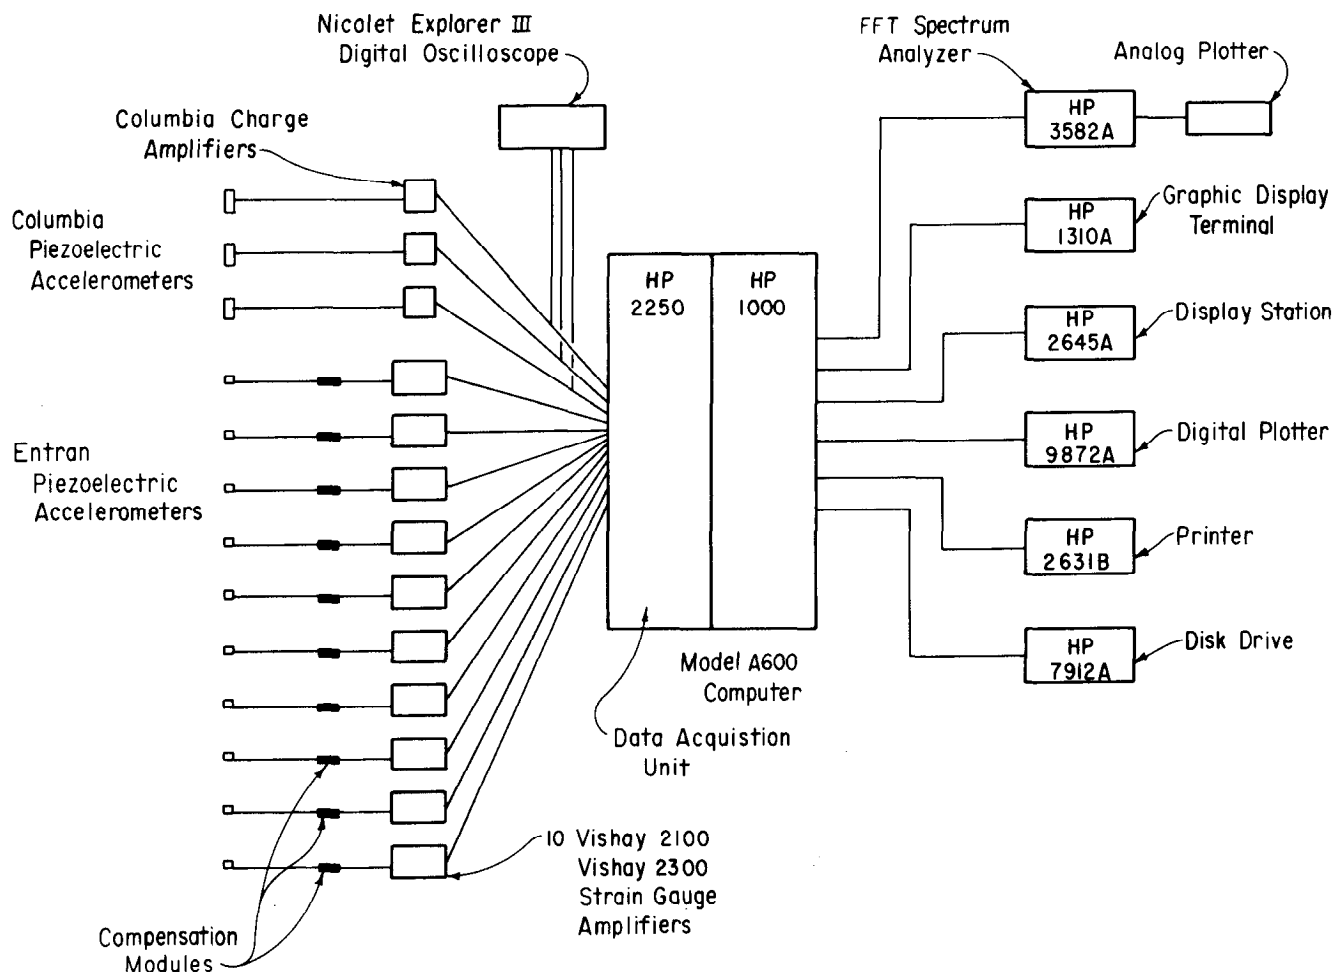 Nicolet Explorer III
Digital Oscilloscope
FFT Spectrum
Analyzer
Analog Plotter
HP
3582A
Columbia Charge
Amplifiers
Columbia
Piezoelectric
Accelerometers
HP
1310A
Graphic Display
Terminal
HP
2250
HP
1000
HP
2645A
Display Station
Entran
Piezoelectric
Accelerometers
HP
9872A
Digital Plotter
HP
2631B
Printer
HP
7912A
Disk Drive
Model A600
Computer
Data Acquistion
Unit
10 Vishay 2100
Vishay 2300
Strain Gauge
Amplifiers
Compensation
Modules